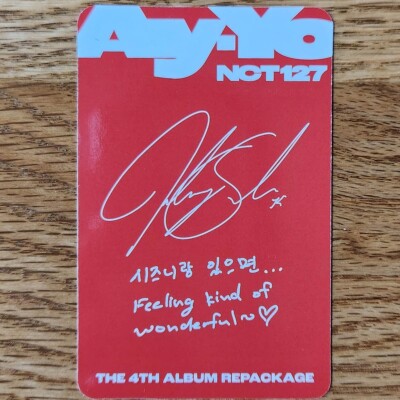 Ay-Yo
NCT127
시즈니랑 있으면...
Feeling kind of
wonderful~♡
THE 4TH ALBUM REPACKAGE